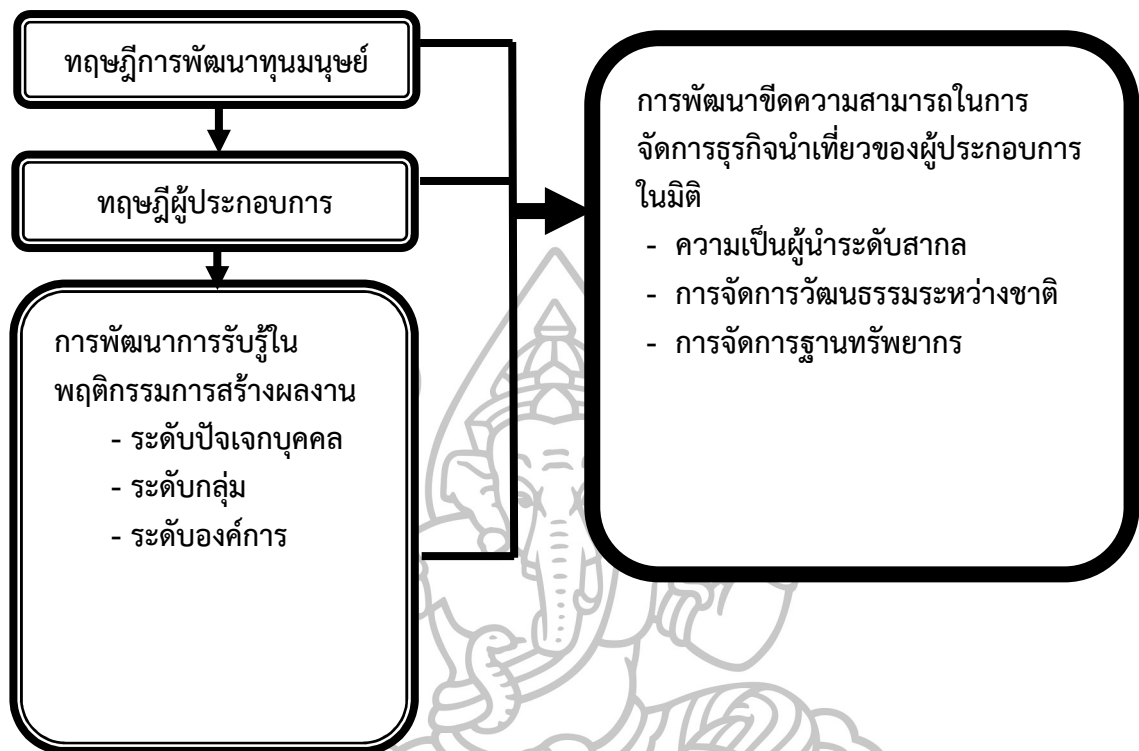 ทฤษฎีการพัฒนาทุนมนุษย์
ทฤษฎีผู้ประกอบการ
การพัฒนาการรับรู้ใน
พฤติกรรมการสร้างผลงาน
- ระดับปัจเจกบุคคล
- ระดับกลุ่ม
- ระดับองค์การ
การพัฒนาขีดความสามารถในการ
จัดการธุรกิจนำเที่ยวของผู้ประกอบการ
ในมิติ
- ความเป็นผู้นำระดับสากล
- การจัดการวัฒนธรรมระหว่างชาติ
- การจัดการฐานทรัพยากร